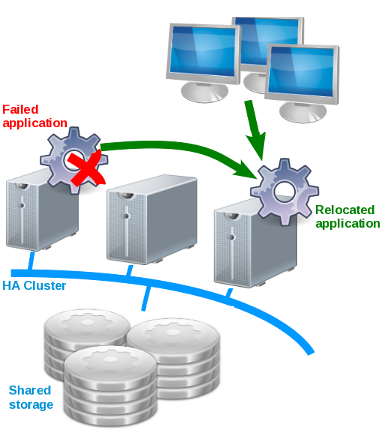 Failed
application
Relocated
application
HA Cluster
Shared
storage